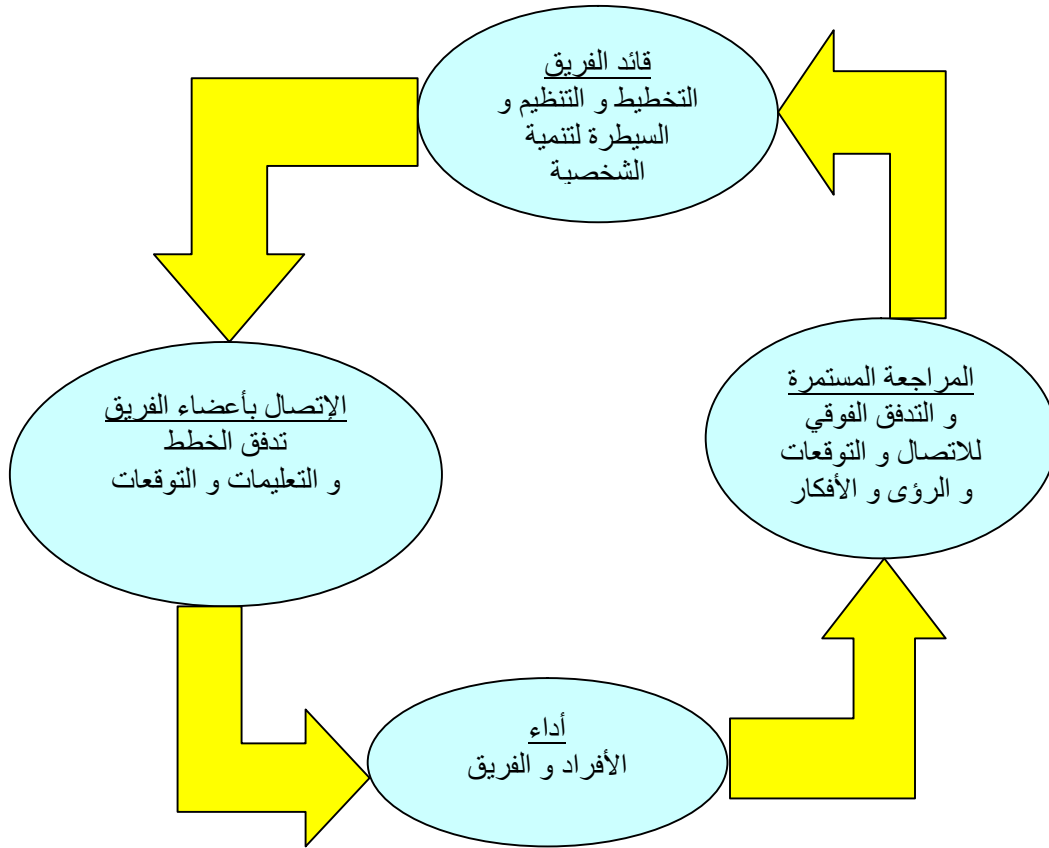 قائد الفريق
التخطيط و التنظيم و
السيطرة لتنمية
الشخصية
الإتصال بأعضاء الفريق
تدفق الخطط
و التعليمات و التوقعات
المراجعة المستمرة
و التدفق الفوقي
للاتصال و التوقعات
و الرؤى و الأفكار
أداء
الأفراد و الفريق